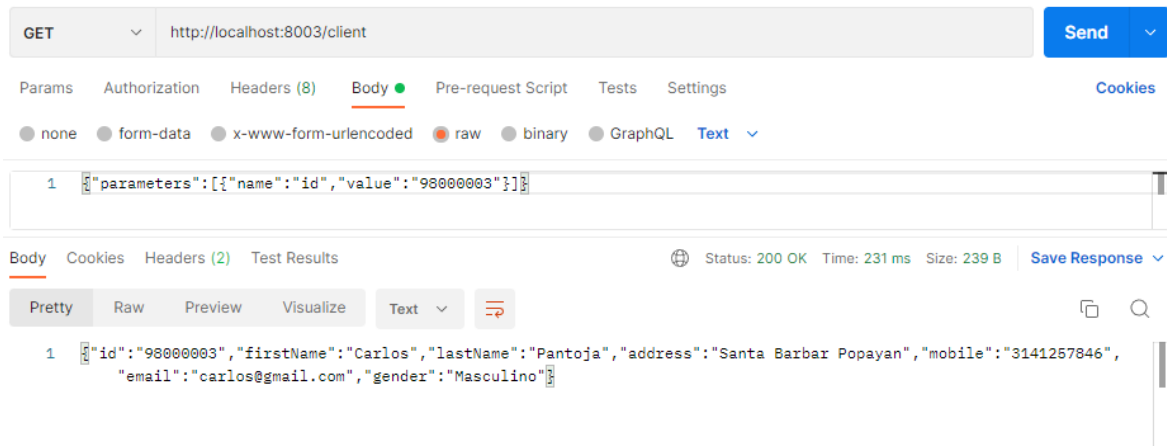 GET http://localhost:8003/client Send
Params Authorization Headers (8) Body Pre-request Script Tests Settings Cookies
none form-data x-www-form-urlencoded raw binary GraphQL Text
1 {"parameters":[{"name":"id","value":"98000003"}]}
Body Cookies Headers (2) Test Results Status: 200 OK Time: 231 ms Size: 239 B Save Response
Pretty Raw Preview Visualize Text
1 {"id":"98000003","firstName":"Carlos","lastName":"Pantoja","address":"Santa Barbar Popayan","mobile":"3141257846",
"email":"carlos@gmail.com","gender":"Masculino"}